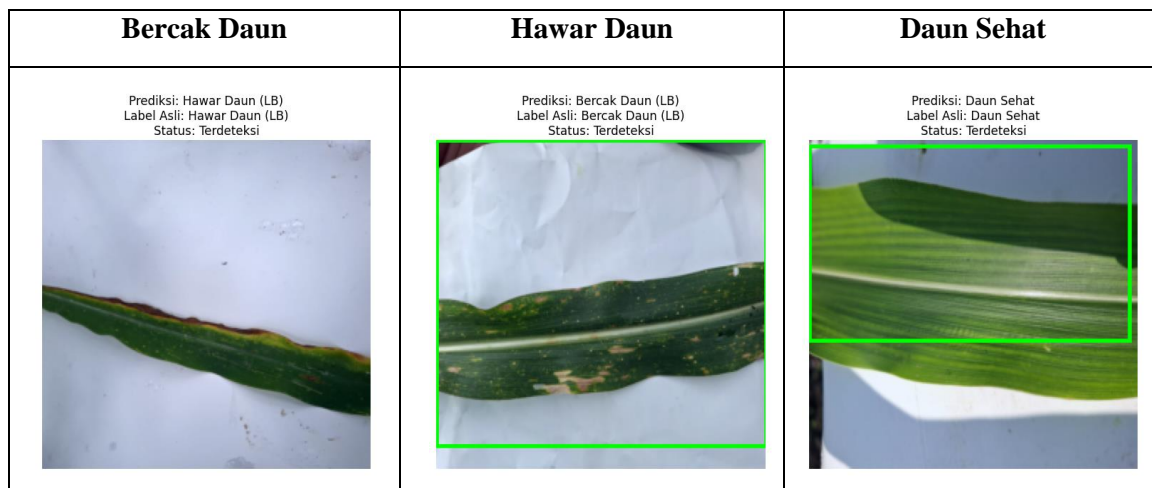 Bercak Daun
Hawar Daun
Daun Sehat
Prediksi: Hawar Daun (LB)
Label Asli: Hawar Daun (LB)
Status: Terdeteksi
Prediksi: Bercak Daun (LB)
Label Asli: Bercak Daun (LB)
Status: Terdeteksi
Prediksi: Daun Sehat
Label Asli: Daun Sehat
Status: Terdeteksi